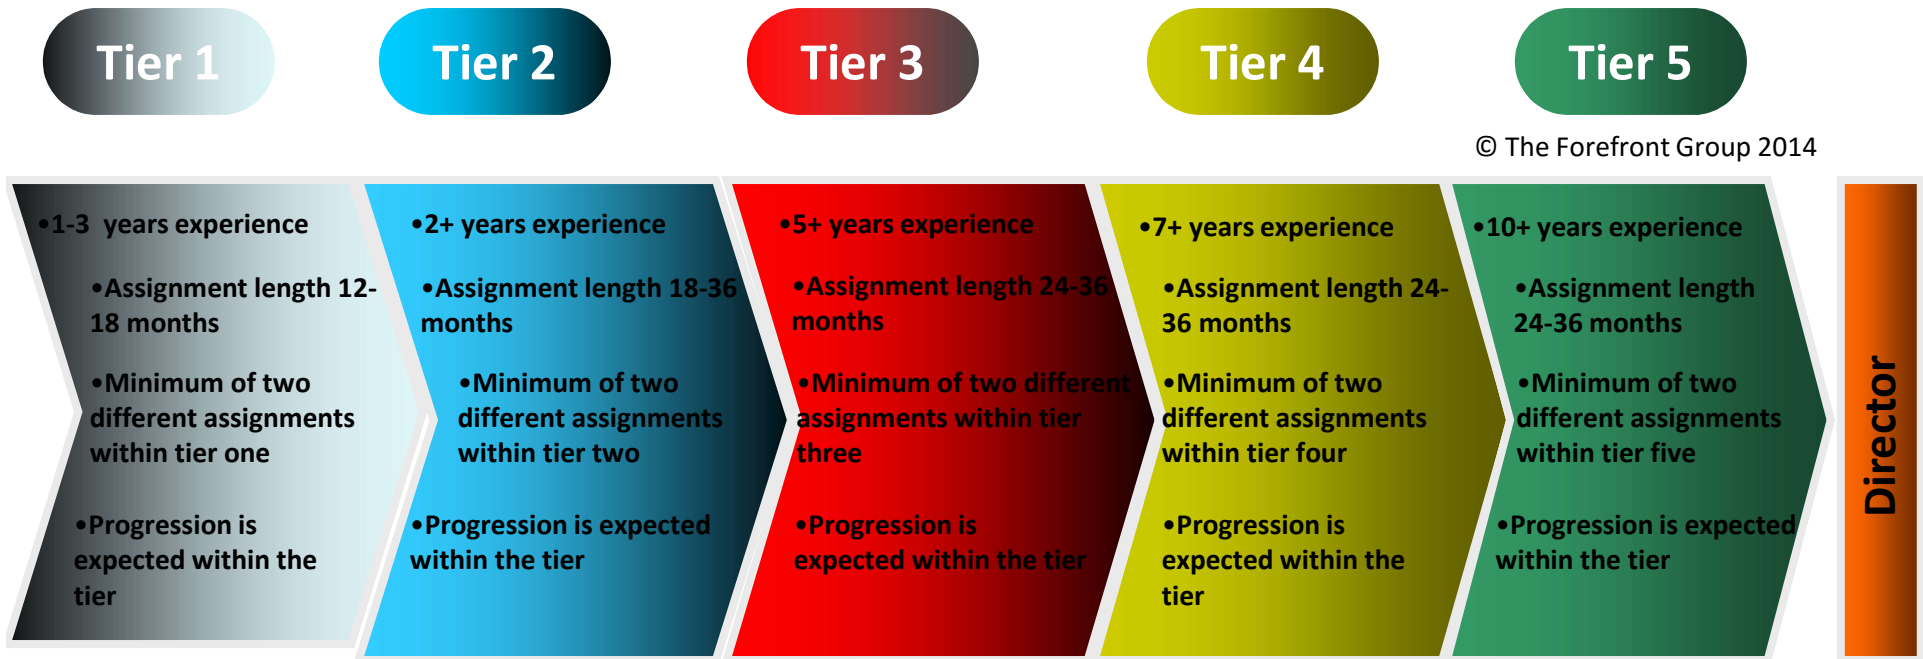 Tier 1
Tier 2
Tier 3
Tier 4
Tier 5
© The Forefront Group 2014
•1-3 years experience
•Assignment length 12-
18 months
•Minimum of two
different assignments
within tier one
•Progression is
expected within the
tier
•2+ years experience
•Assignment length 18-36
months
•Minimum of two
different assignments
within tier two
•Progression is expected
within the tier
•5+ years experience
•Assignment length 24-36
months
•Minimum of two different
assignments within tier
three
•Progression is
expected within the tier
•7+ years experience
•Assignment length 24-
36 months
•Minimum of two
different assignments
within tier four
•Progression is
expected within the
tier
•10+ years experience
•Assignment length
24-36 months
•Minimum of two
different assignments
within tier five
•Progression is expected
within the tier
Director